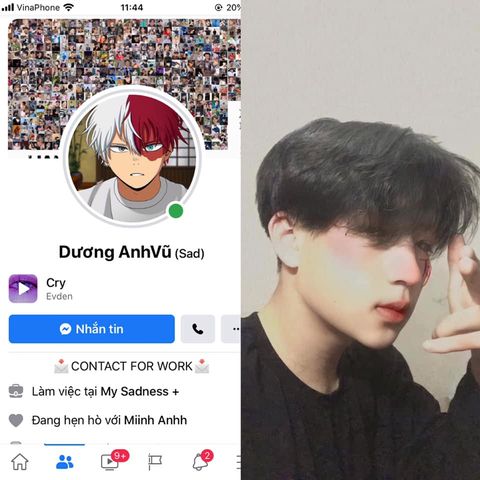 VinaPhone
11:44
20%
Dương AnhVũ (Sad)
Cry
Evden
Nhắn tin
CONTACT FOR WORK
Làm việc tại My Sadness +
Đang hẹn hò với Miinh Anhh
9+
2